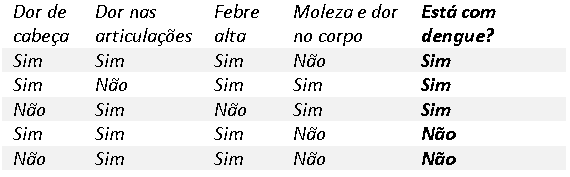 Dor de cabeça Dor nas articulações Febre alta Moleza e dor no corpo Está com dengue?
Sim Sim Sim Não Sim
Sim Não Sim Sim Sim
Não Sim Não Sim Sim
Sim Sim Sim Não Não
Não Sim Sim Não Não